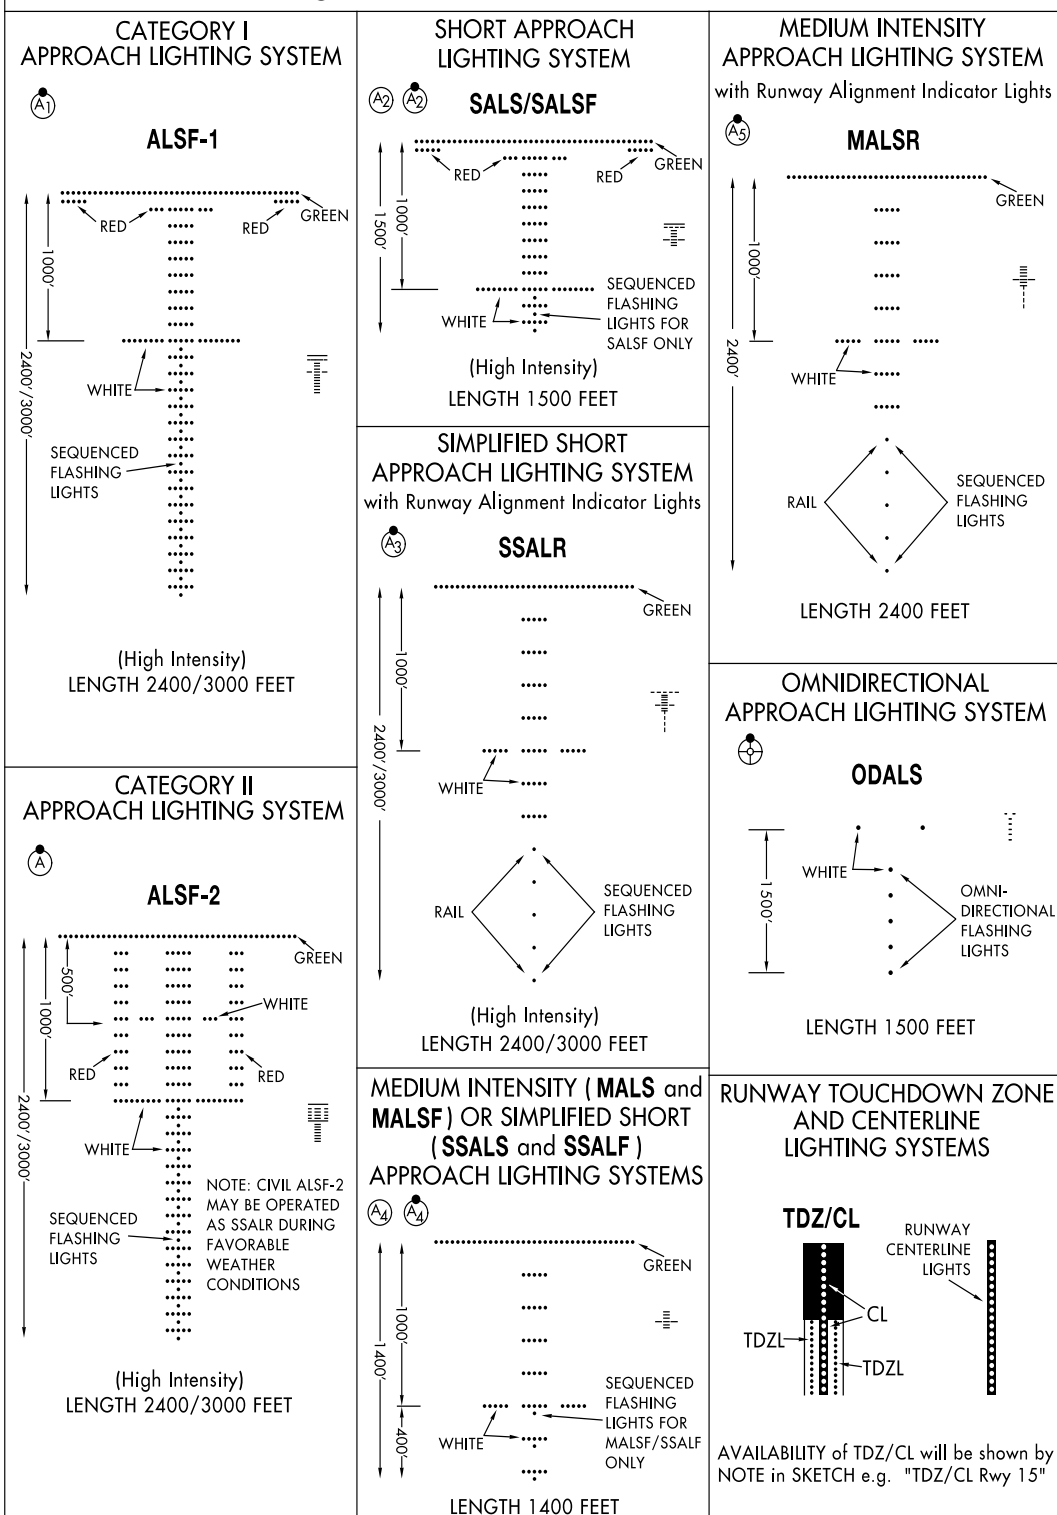 CATEGORY I
APPROACH LIGHTING SYSTEM
A1
ALSF-1
GREEN
RED
RED
1000'
2400'/3000'
WHITE
SEQUENCED
FLASHING
LIGHTS
(High Intensity)
LENGTH 2400/3000 FEET
CATEGORY II
APPROACH LIGHTING SYSTEM
A
ALSF-2
GREEN
500'
1000'
WHITE
RED
RED
2400'/3000'
WHITE
SEQUENCED
FLASHING
LIGHTS
NOTE: CIVIL ALSF-2
MAY BE OPERATED
AS SSALR DURING
FAVORABLE
WEATHER
CONDITIONS
(High Intensity)
LENGTH 2400/3000 FEET
SHORT APPROACH
LIGHTING SYSTEM
A2 A2
SALS/SALSF
GREEN
RED
RED
1000'
1500'
WHITE
SEQUENCED
FLASHING
LIGHTS FOR
SALSF ONLY
(High Intensity)
LENGTH 1500 FEET
SIMPLIFIED SHORT
APPROACH LIGHTING SYSTEM
with Runway Alignment Indicator Lights
A3
SSALR
GREEN
1000'
2400'/3000'
WHITE
RAIL
SEQUENCED
FLASHING
LIGHTS
(High Intensity)
LENGTH 2400/3000 FEET
MEDIUM INTENSITY (MALS and
MALSF) OR SIMPLIFIED SHORT
(SSALS and SSALF)
APPROACH LIGHTING SYSTEMS
A4 A4
GREEN
1000'
1400'
400'
WHITE
SEQUENCED
FLASHING
LIGHTS FOR
MALSF/SSALF
ONLY
LENGTH 1400 FEET
MEDIUM INTENSITY
APPROACH LIGHTING SYSTEM
with Runway Alignment Indicator Lights
A5
MALSR
GREEN
1000'
2400'
WHITE
RAIL
SEQUENCED
FLASHING
LIGHTS
LENGTH 2400 FEET
OMNIDIRECTIONAL
APPROACH LIGHTING SYSTEM
ODALS
WHITE
1500'
OMNI-
DIRECTIONAL
FLASHING
LIGHTS
LENGTH 1500 FEET
RUNWAY TOUCHDOWN ZONE
AND CENTERLINE
LIGHTING SYSTEMS
TDZ/CL
RUNWAY
CENTERLINE
LIGHTS
CL
TDZL
TDZL
AVAILABILITY of TDZ/CL will be shown by
NOTE in SKETCH e.g. "TDZ/CL Rwy 15"